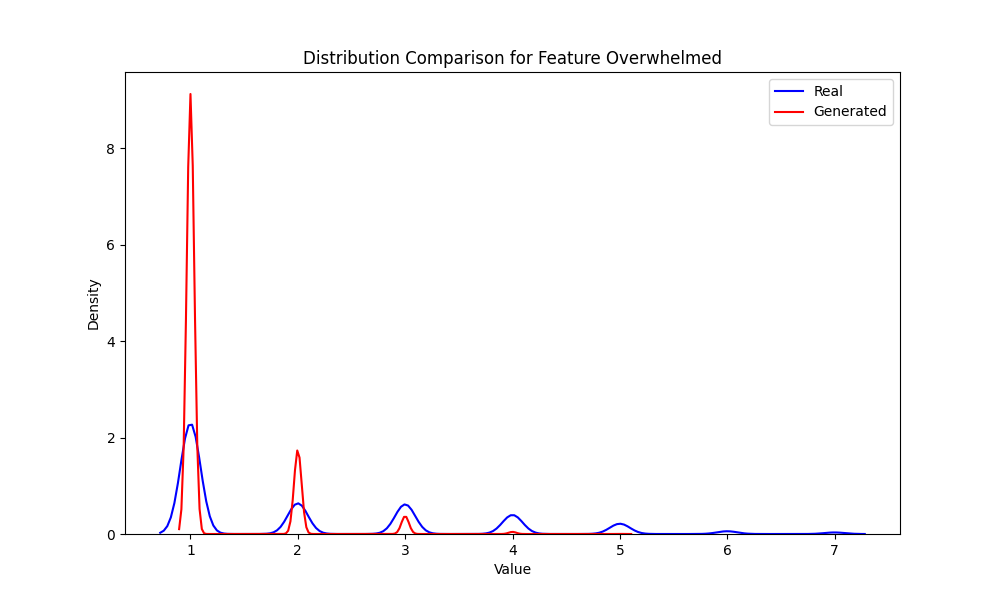 Distribution Comparison for Feature Overwhelmed
Real
Generated
Density
8
6
4
2
0
1 2 3 4 5 6 7
Value